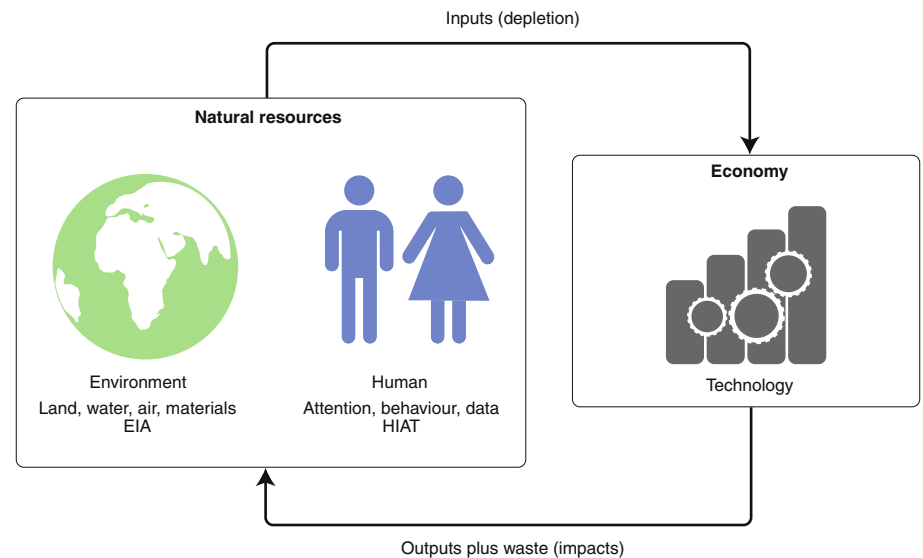 Inputs (depletion)
Natural resources
Environment
Land, water, air, materials
EIA
Human
Attention, behaviour, data
HIAT
Economy
Technology
Outputs plus waste (impacts)